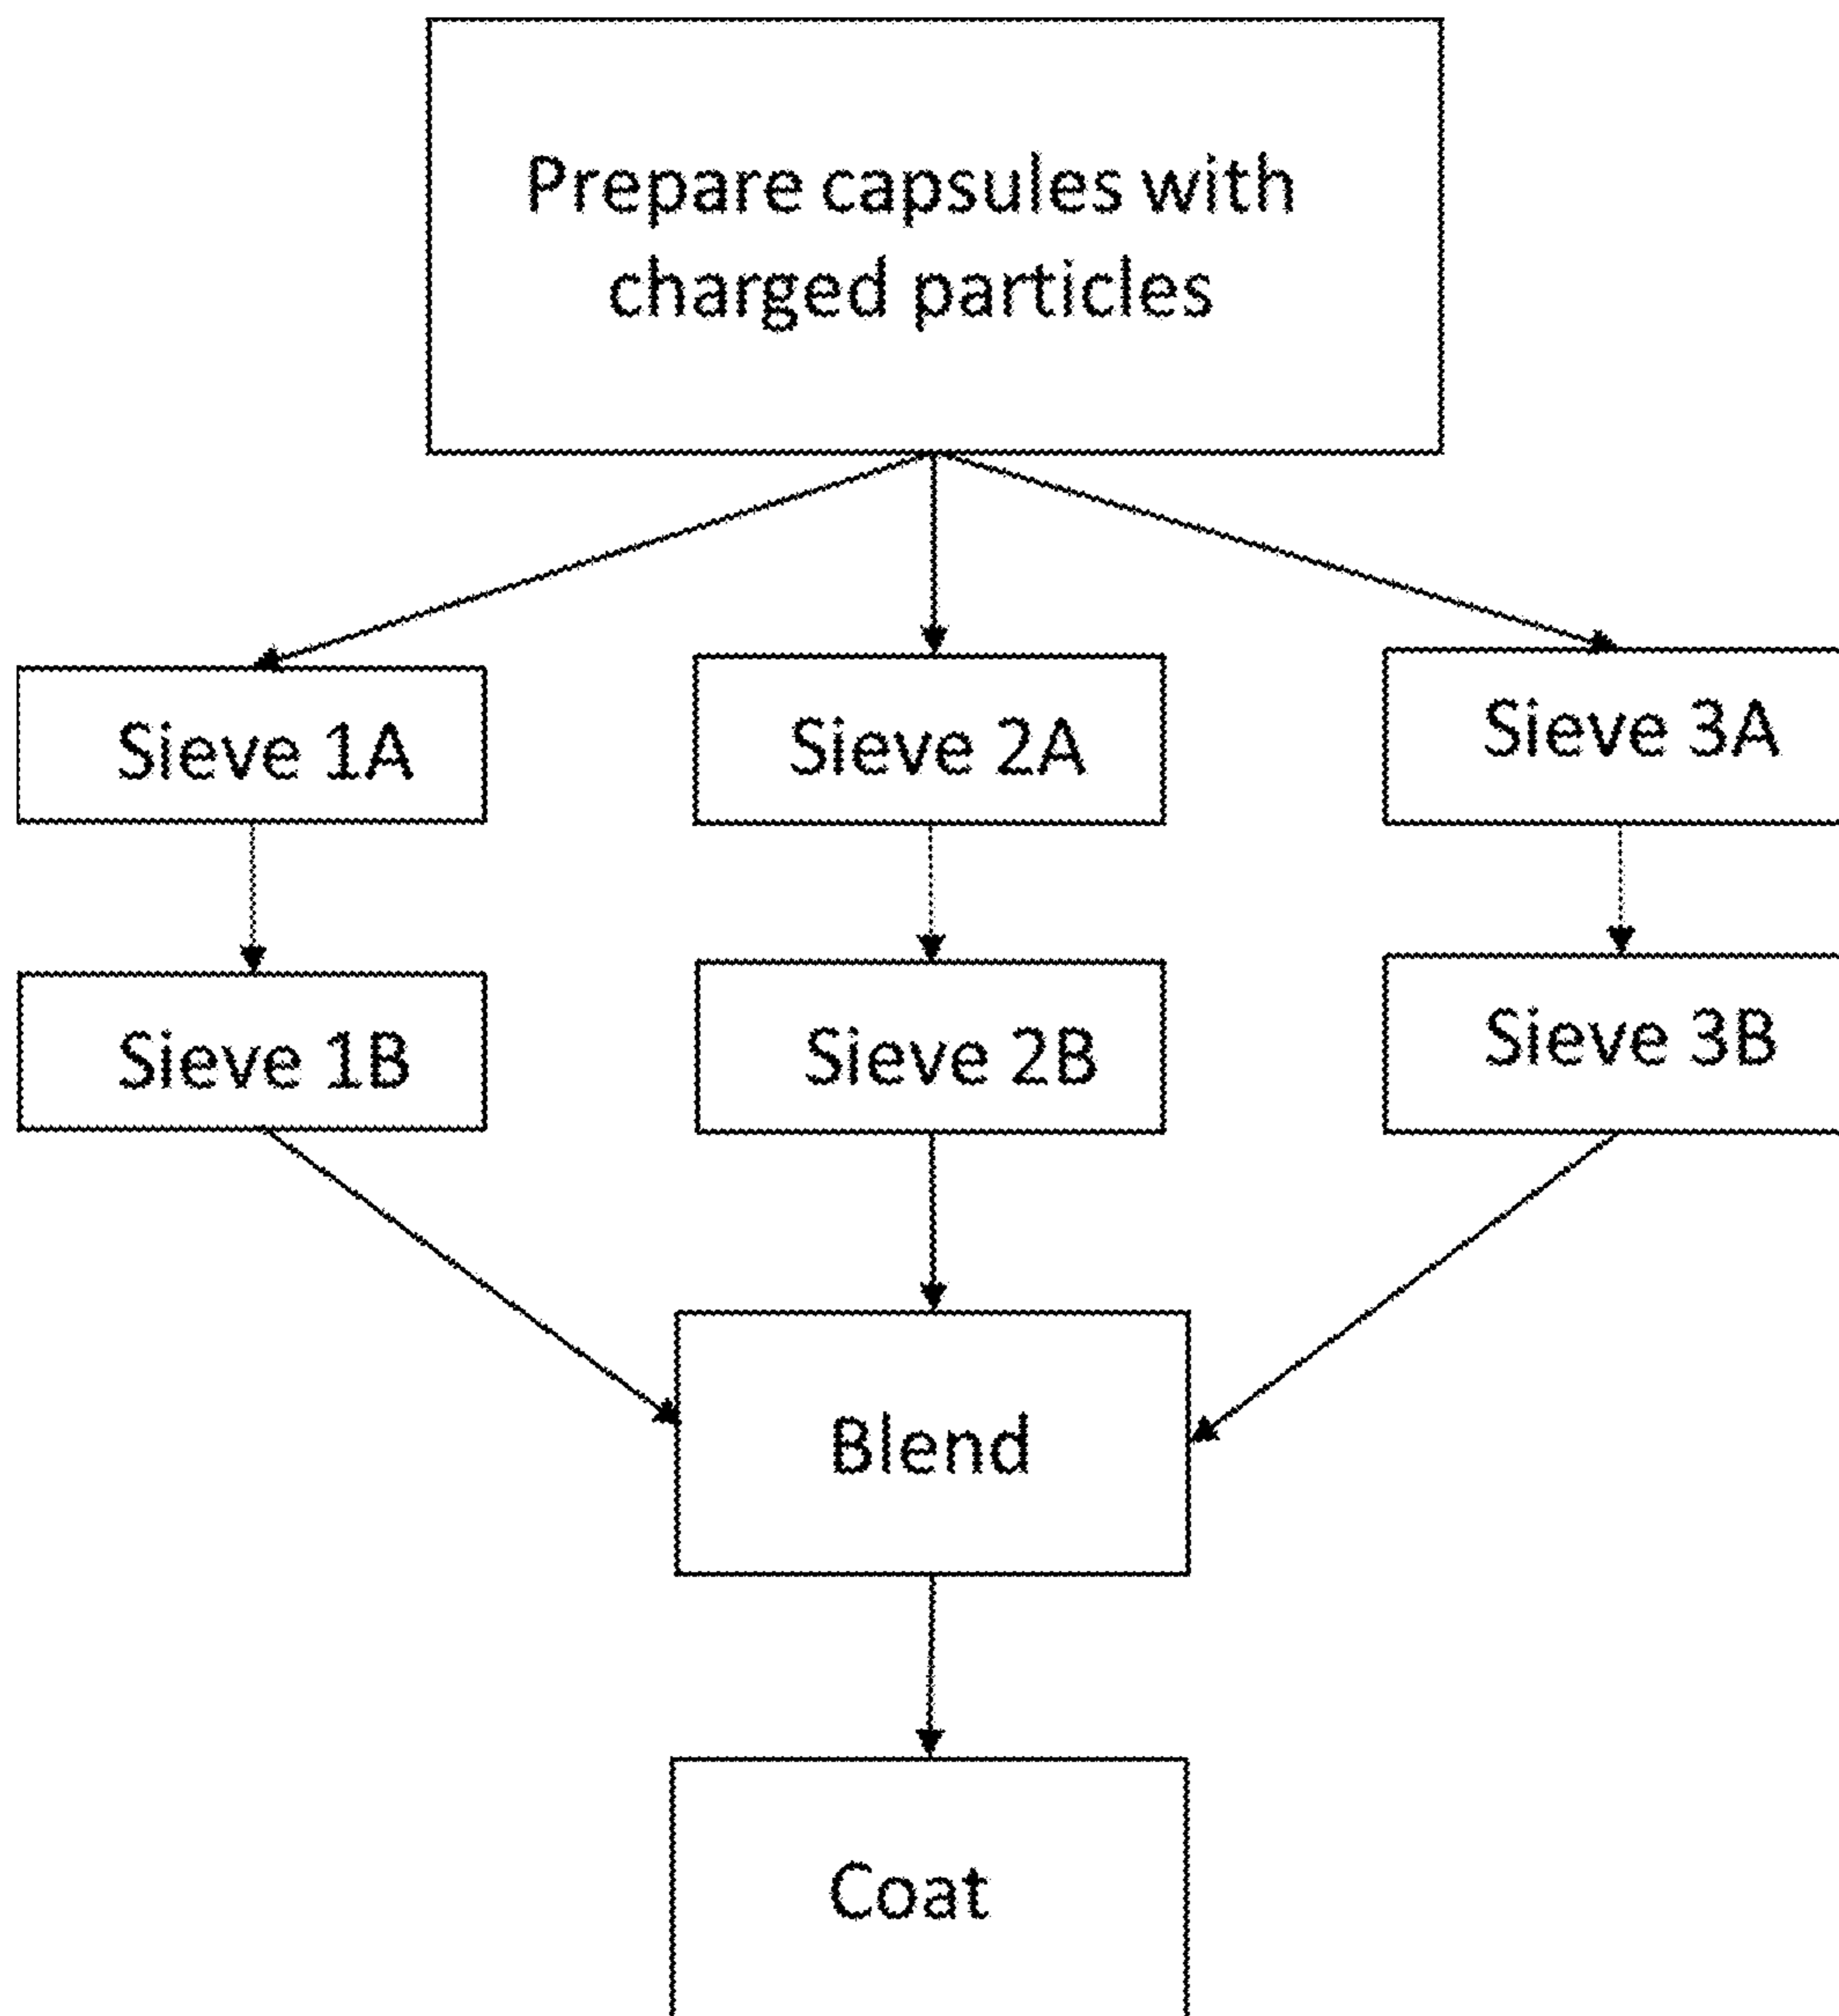 Prepare capsules with
charged particles
Sieve 1A
Sieve 2A
Sieve 3A
Sieve 1B
Sieve 2B
Sieve 3B
Blend
Coat